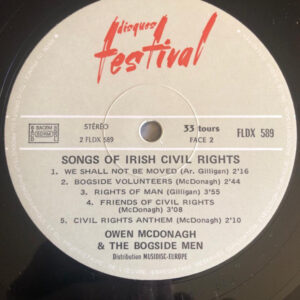 disques
festival
SACEM
STÉRÉO
2 FLDX 589
33 tours
FACE 2
FLDX 589
SONGS OF IRISH CIVIL RIGHTS
1. WE SHALL NOT BE MOVED (Ar. Gilligan) 2'16
2. BOGSIDE VOLUNTEERS (McDonagh) 2'44
3. RIGHTS OF MAN (Gilligan) 3'55
4. FRIENDS OF CIVIL RIGHTS
(McDonagh) 3'08
5. CIVIL RIGHTS ANTHEM (McDonagh) 2'10
OWEN MCDONAGH
& THE BOGSIDE MEN
Distribution MUSIDISC-EUROPE